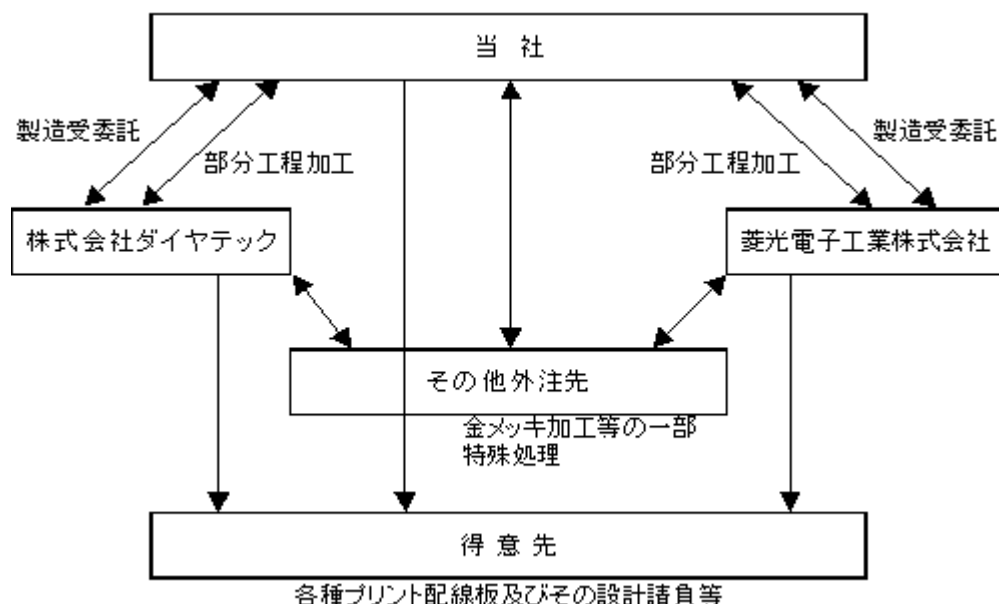 当 社
製造受委託
製造受委託
部分工程加工
部分工程加工
株式会社ダイヤテック
菱光電子工業株式会社
その他外注先
金メッキ加工等の一部
特殊処理
得 意 先
各種プリント配線板及びその設計請負等